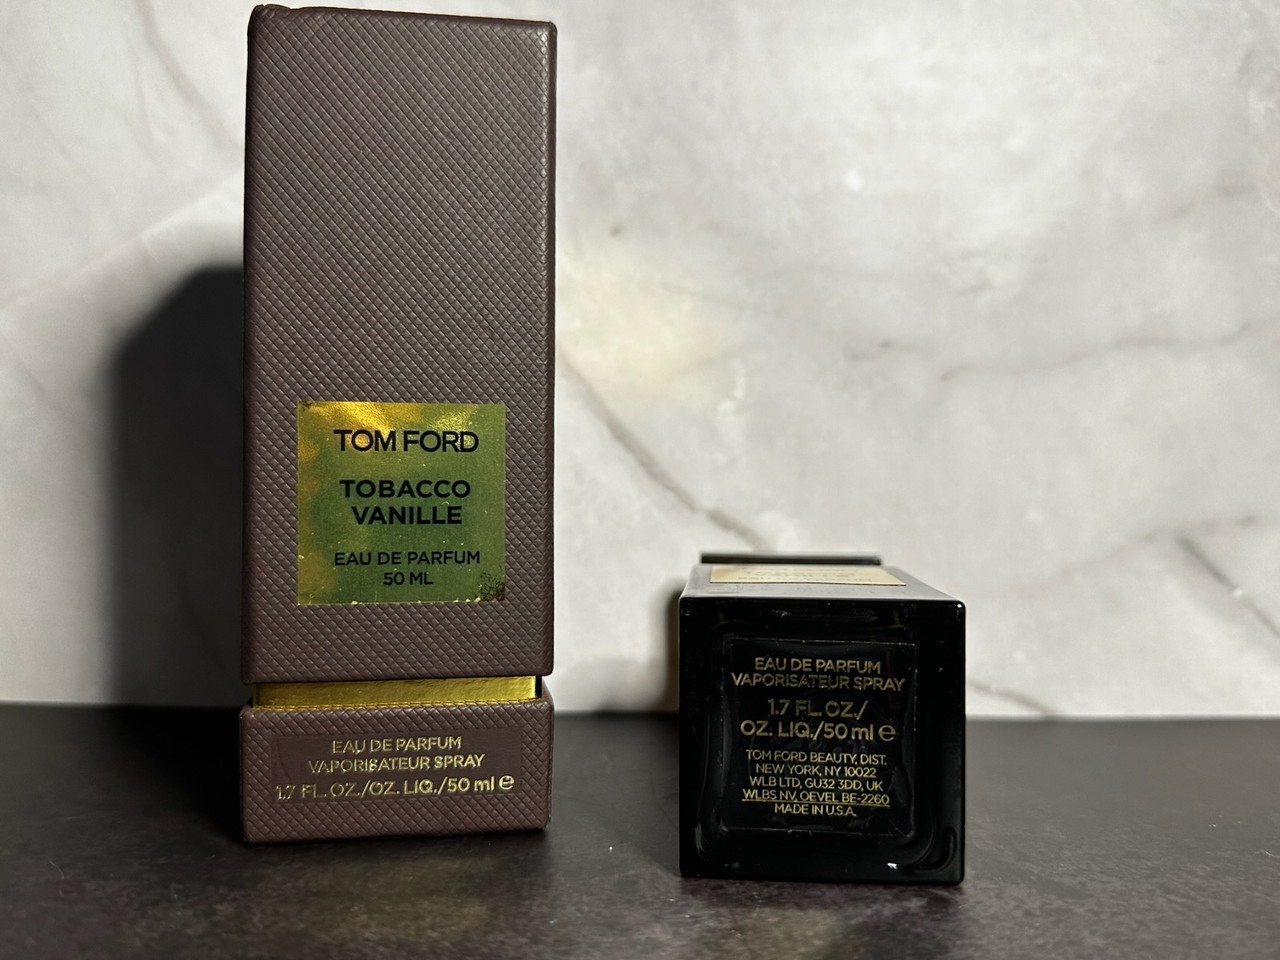 TOM FORD
TOBACCO
VANILLE
EAU DE PARFUM
50 ML
EAU DE PARFUM
VAPORISATEUR SPRAY
1.7 FL. OZ./OZ. LIQ./50 ml ℮
EAU DE PARFUM
VAPORISATEUR SPRAY
1.7 FL. OZ./
OZ. LIQ./50 ml ℮
TOM FORD BEAUTY, DIST.
NEW YORK, NY 10022
WLB LTD, GU32 3DD, UK
WLBS NV, OEVEL BE-2260
MADE IN U.S.A.